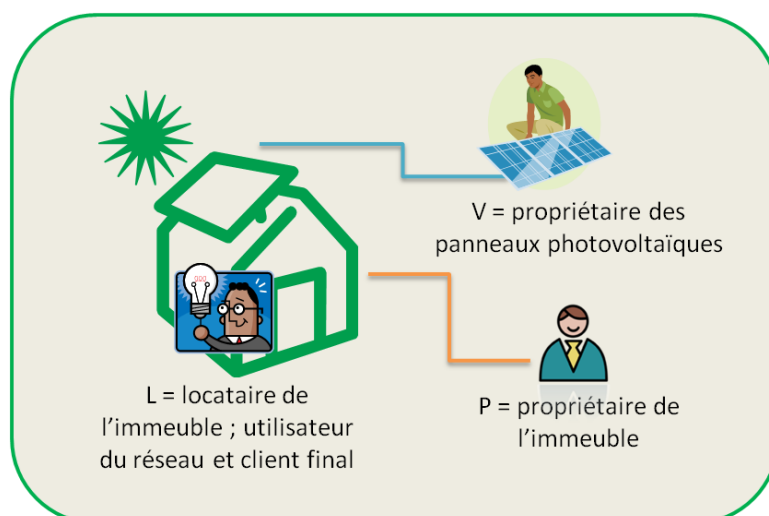 V = propriétaire des
panneaux photovoltaïques
L = locataire de
l'immeuble ; utilisateur
du réseau et client final
P = propriétaire de
l'immeuble